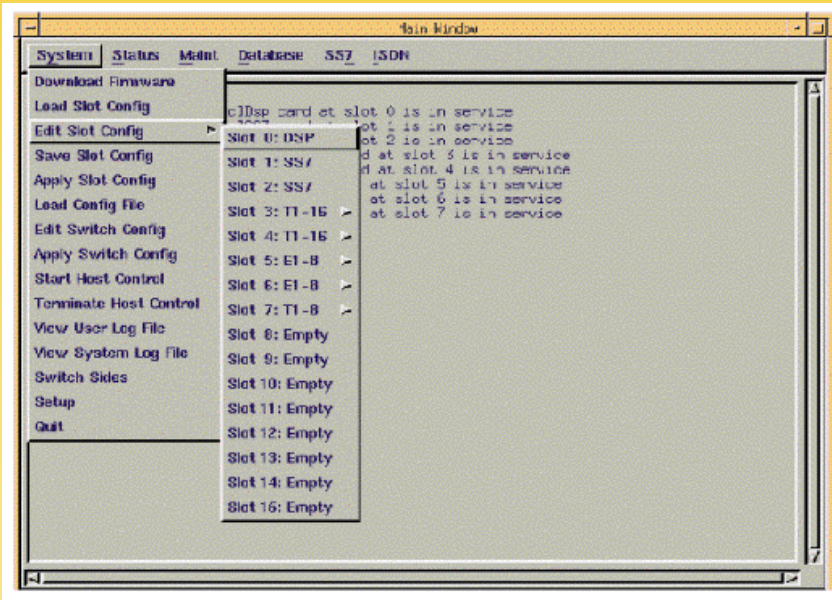 Main Window
System Status Maint Database SS7 ISDN
Download Firmware
Load Slot Config
Edit Slot Config
Save Slot Config
Apply Slot Config
Load Config File
Edit Switch Config
Apply Switch Config
Start Host Control
Terminate Host Control
View User Log File
View System Log File
Switch Sides
Setup
Quit
Slot 0: DSP
Slot 1: SS7
Slot 2: SS7
Slot 3: T1-16
Slot 4: T1-16
Slot 5: E1-8
Slot 6: E1-8
Slot 7: T1-8
Slot 8: Empty
Slot 9: Empty
Slot 10: Empty
Slot 11: Empty
Slot 12: Empty
Slot 13: Empty
Slot 14: Empty
Slot 15: Empty
c]Dsp card at slot 0 is in service
ot 1 is in service
ot 2 is in service
d at slot 3 is in service
d at slot 4 is in service
at slot 5 is in service
at slot 6 is in service
at slot 7 is in service